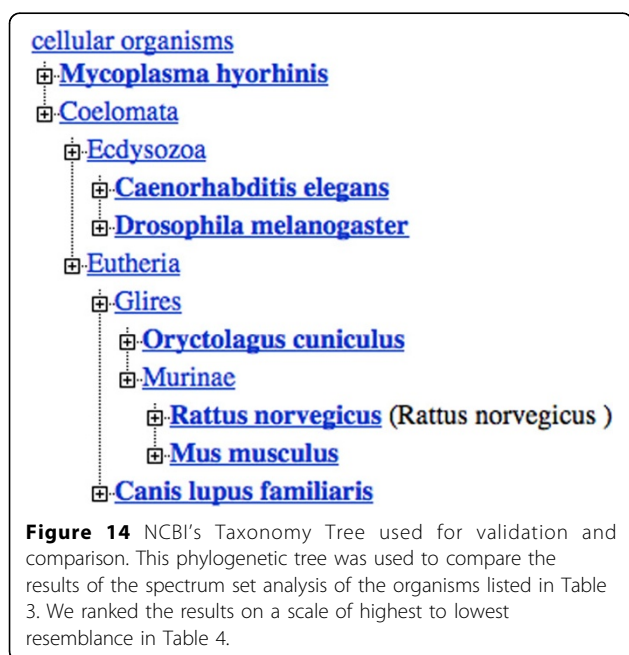 cellular organisms
Mycoplasma hyorhinis
Coelomata
Ecdysozoa
Caenorhabditis elegans
Drosophila melanogaster
Eutheria
Glires
Oryctolagus cuniculus
Murinae
Rattus norvegicus (Rattus norvegicus )
Mus musculus
Canis lupus familiaris
Figure 14 NCBI's Taxonomy Tree used for validation and
comparison. This phylogenetic tree was used to compare the
results of the spectrum set analysis of the organisms listed in Table
3. We ranked the results on a scale of highest to lowest
resemblance in Table 4.